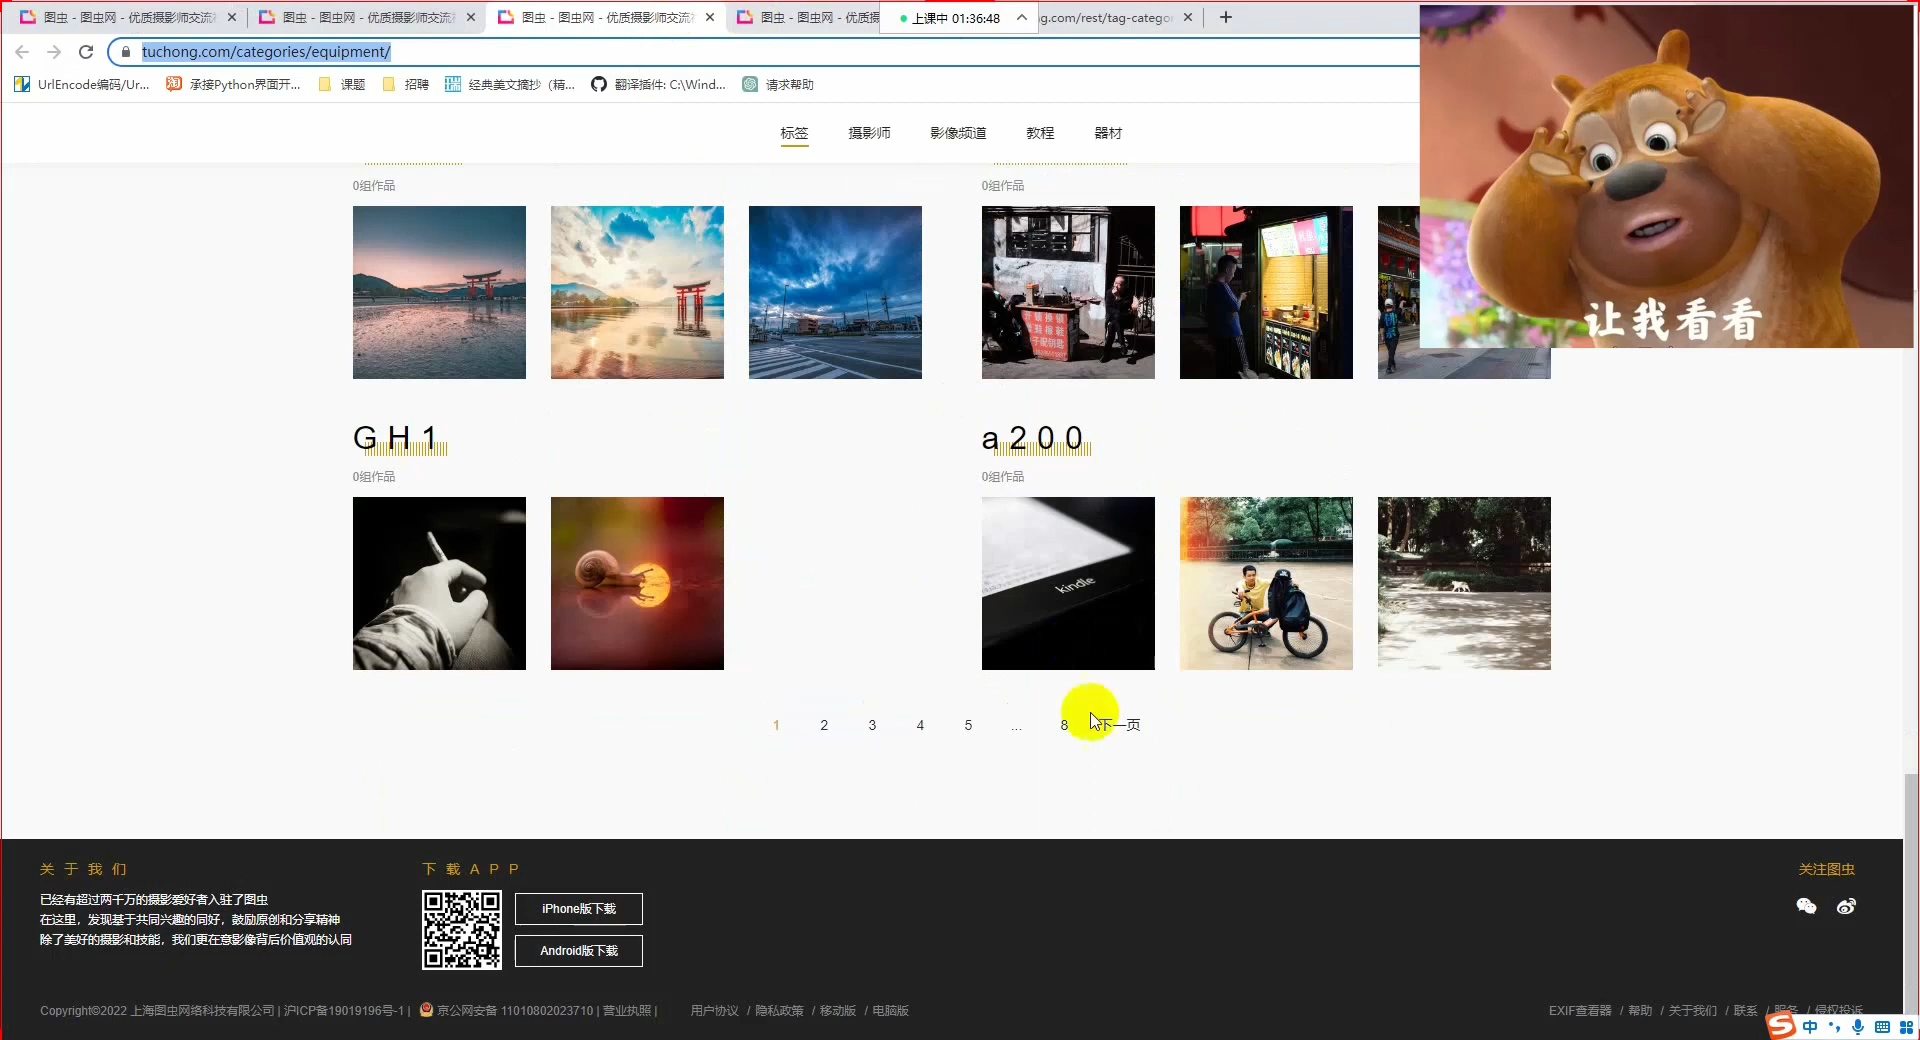 图虫 - 图虫网 - 优质摄影师交流
图虫 - 图虫网 - 优质摄影师交流
图虫 - 图虫网 - 优质摄影师交流
图虫 - 图虫网 - 优质摄
上课中 01:36:48
g.com/rest/tag-categor
tuchong.com/categories/equipment/
UrlEncode编码/Ur...
承接Python界面开...
课题
招聘
经典美文摘抄（精...
翻译插件: C:\Wind...
请求帮助
标签
摄影师
影像频道
教程
器材
让我看看
0组作品
0组作品
GH1
a200
0组作品
0组作品
kindle
1 2 3 4 5 ... 8 下一页
关于我们
下载APP
关注图虫
已经有超过两千万的摄影爱好者入驻了图虫
在这里，发现基于共同兴趣的同好，鼓励原创和分享精神
除了美好的摄影和技能，我们更在意影像背后价值观的认同
iPhone版下载
Android版下载
Copyright©2022 上海图虫网络科技有限公司 | 沪ICP备19019196号-1 | 京公网安备 11010802023710 | 营业执照 |
用户协议 / 隐私政策 / 移动版 / 电脑版
EXIF查看器 / 帮助 / 关于我们 / 联系 / 服务 / 侵权投诉
中